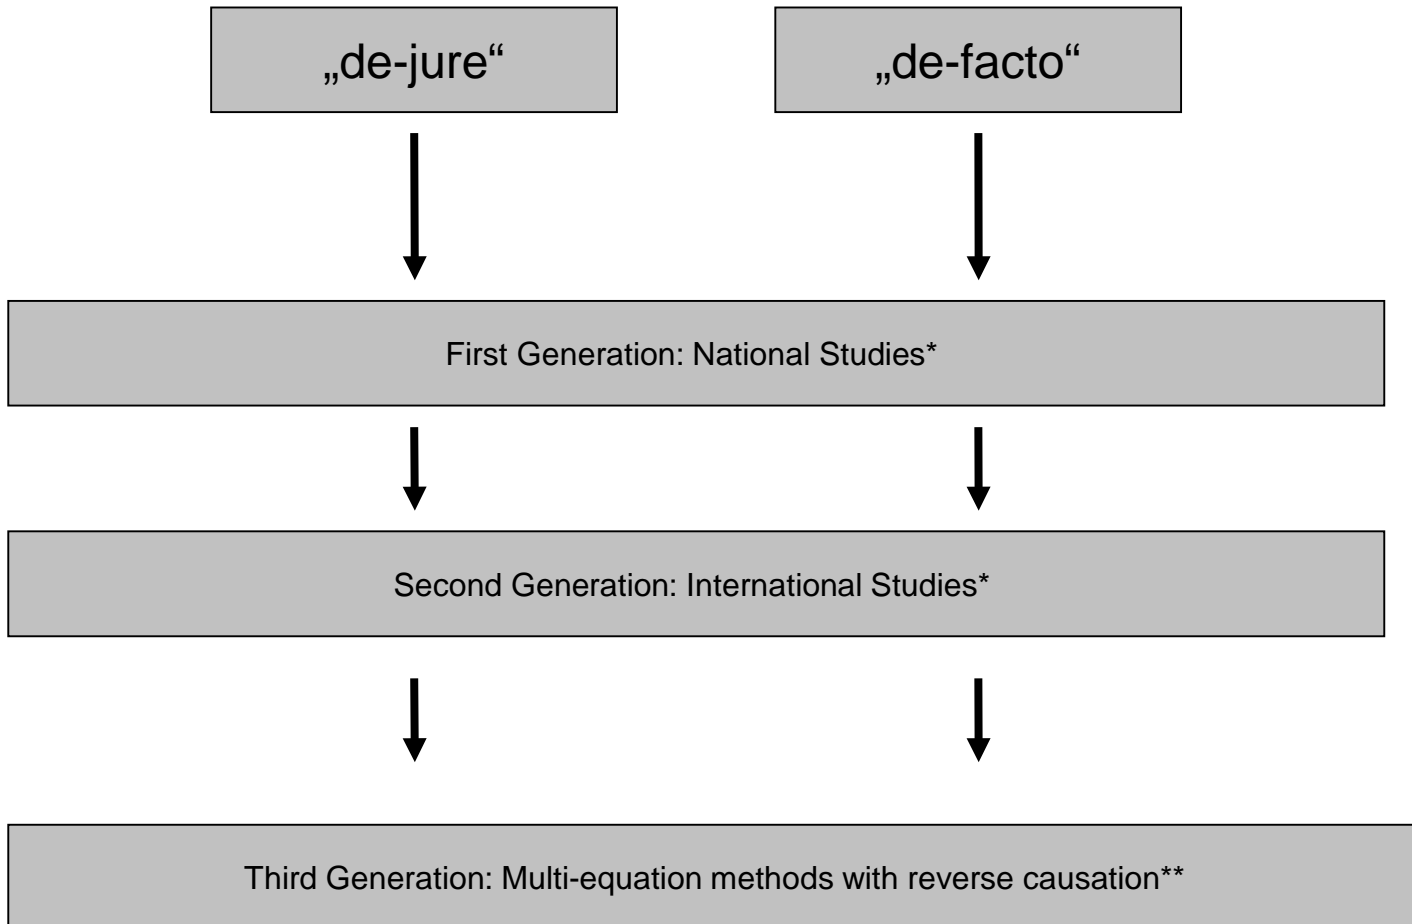 „de-jure“
„de-facto“
First Generation: National Studies*
Second Generation: International Studies*
Third Generation: Multi-equation methods with reverse causation**